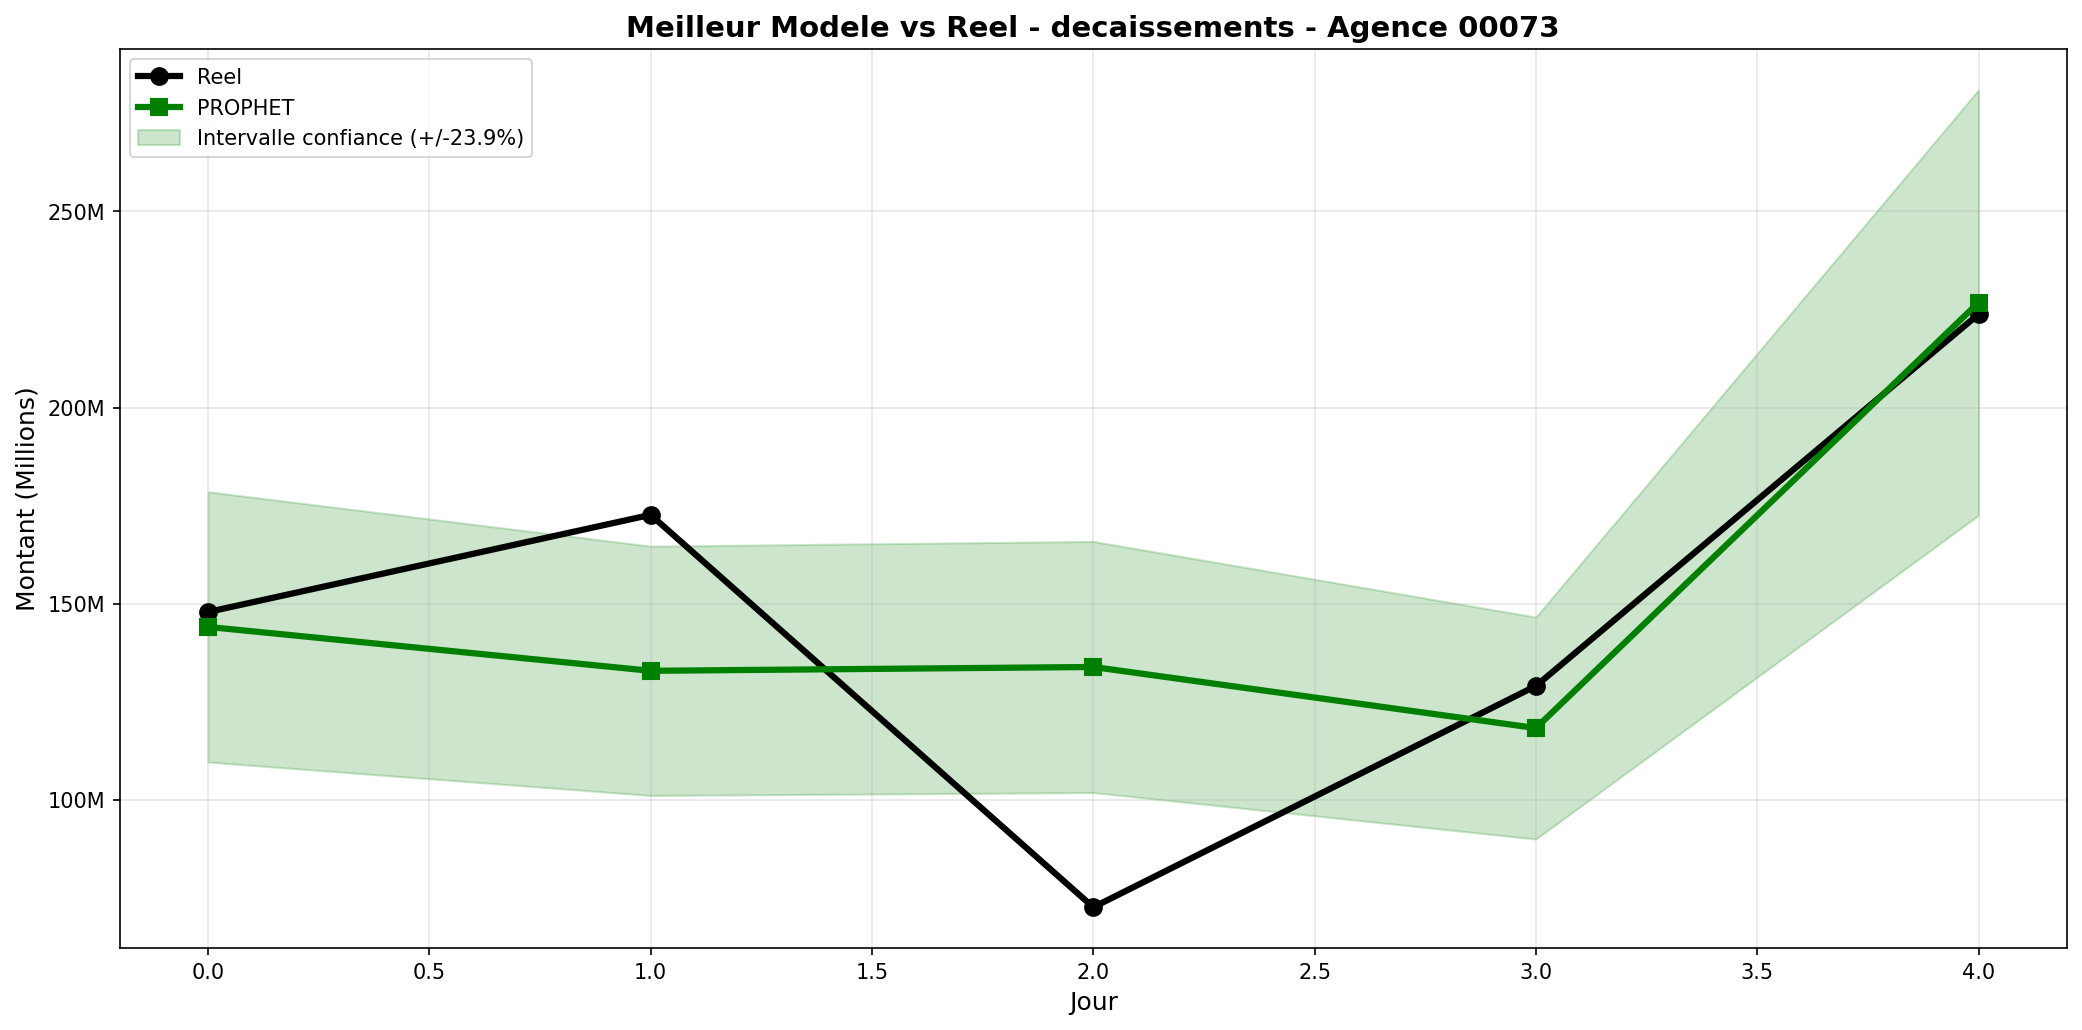 Meilleur Modele vs Reel - decaissements - Agence 00073
Reel
PROPHET
Intervalle confiance (+/-23.9%)
Montant (Millions)
250M
200M
150M
100M
0.0 0.5 1.0 1.5 2.0 2.5 3.0 3.5 4.0
Jour